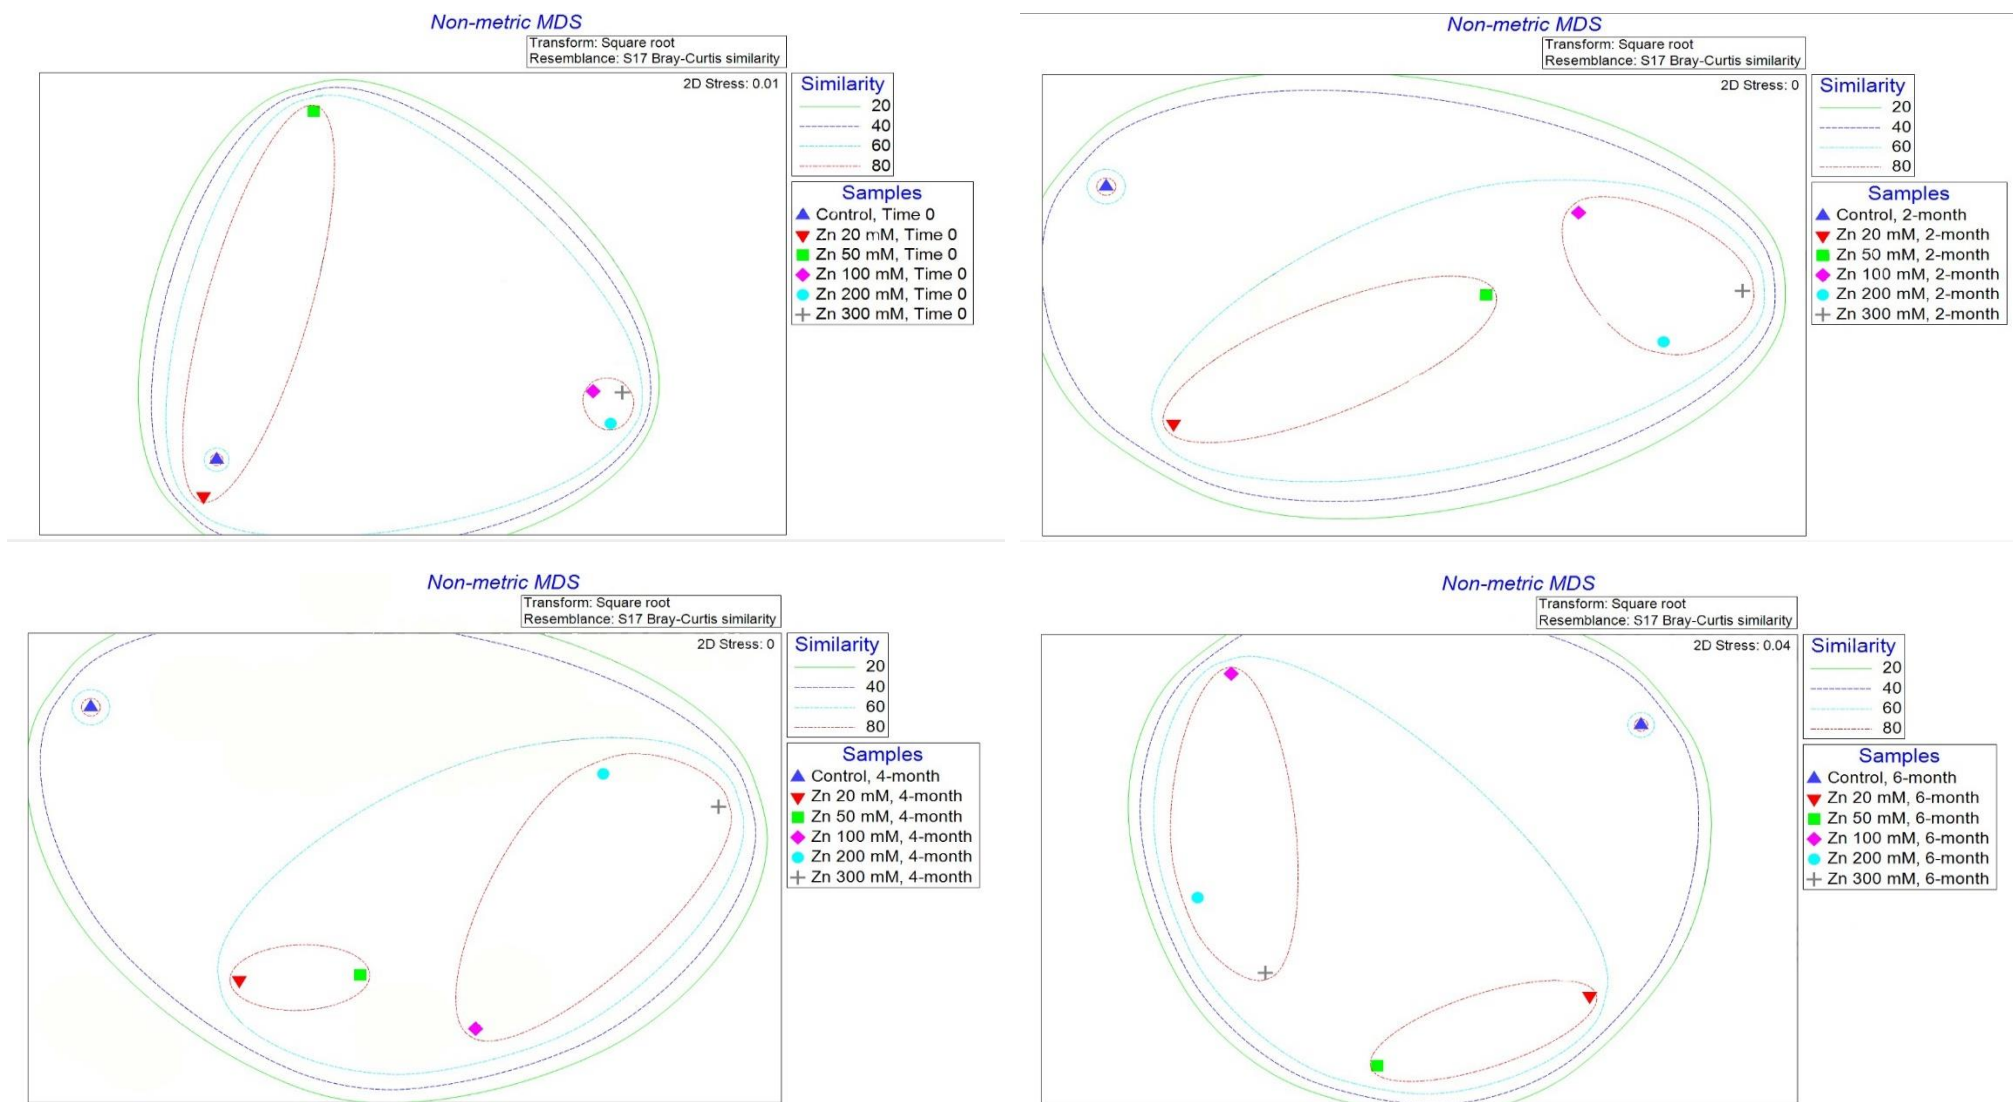 Non-metric MDS
Transform: Square root
Resemblance: S17 Bray-Curtis similarity
2D Stress: 0.01
Similarity
20
40
60
80
Samples
Control, Time 0
Zn 20 mM, Time 0
Zn 50 mM, Time 0
Zn 100 mM, Time 0
Zn 200 mM, Time 0
Zn 300 mM, Time 0
Non-metric MDS
Transform: Square root
Resemblance: S17 Bray-Curtis similarity
2D Stress: 0
Similarity
20
40
60
80
Samples
Control, 2-month
Zn 20 mM, 2-month
Zn 50 mM, 2-month
Zn 100 mM, 2-month
Zn 200 mM, 2-month
Zn 300 mM, 2-month
Non-metric MDS
Transform: Square root
Resemblance: S17 Bray-Curtis similarity
2D Stress: 0
Similarity
20
40
60
80
Samples
Control, 4-month
Zn 20 mM, 4-month
Zn 50 mM, 4-month
Zn 100 mM, 4-month
Zn 200 mM, 4-month
Zn 300 mM, 4-month
Non-metric MDS
Transform: Square root
Resemblance: S17 Bray-Curtis similarity
2D Stress: 0.04
Similarity
20
40
60
80
Samples
Control, 6-month
Zn 20 mM, 6-month
Zn 50 mM, 6-month
Zn 100 mM, 6-month
Zn 200 mM, 6-month
Zn 300 mM, 6-month